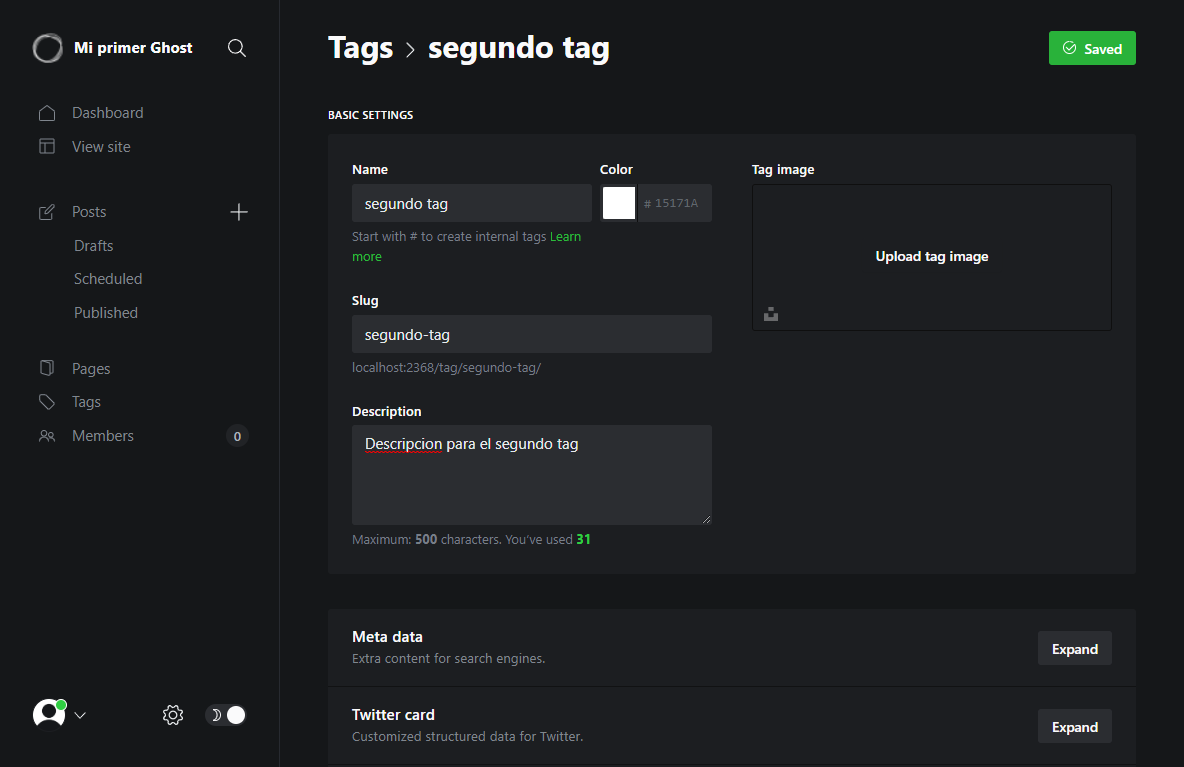 Mi primer Ghost
Dashboard
View site
Posts
Drafts
Scheduled
Published
Pages
Tags
Members 0
Tags > segundo tag
Saved
BASIC SETTINGS
Name
segundo tag
Start with # to create internal tags Learn
more
Color
# 15171A
Slug
segundo-tag
localhost:2368/tag/segundo-tag/
Description
Descripcion para el segundo tag
Maximum: 500 characters. You've used 31
Tag image
Upload tag image
Meta data
Extra content for search engines.
Expand
Twitter card
Customized structured data for Twitter.
Expand